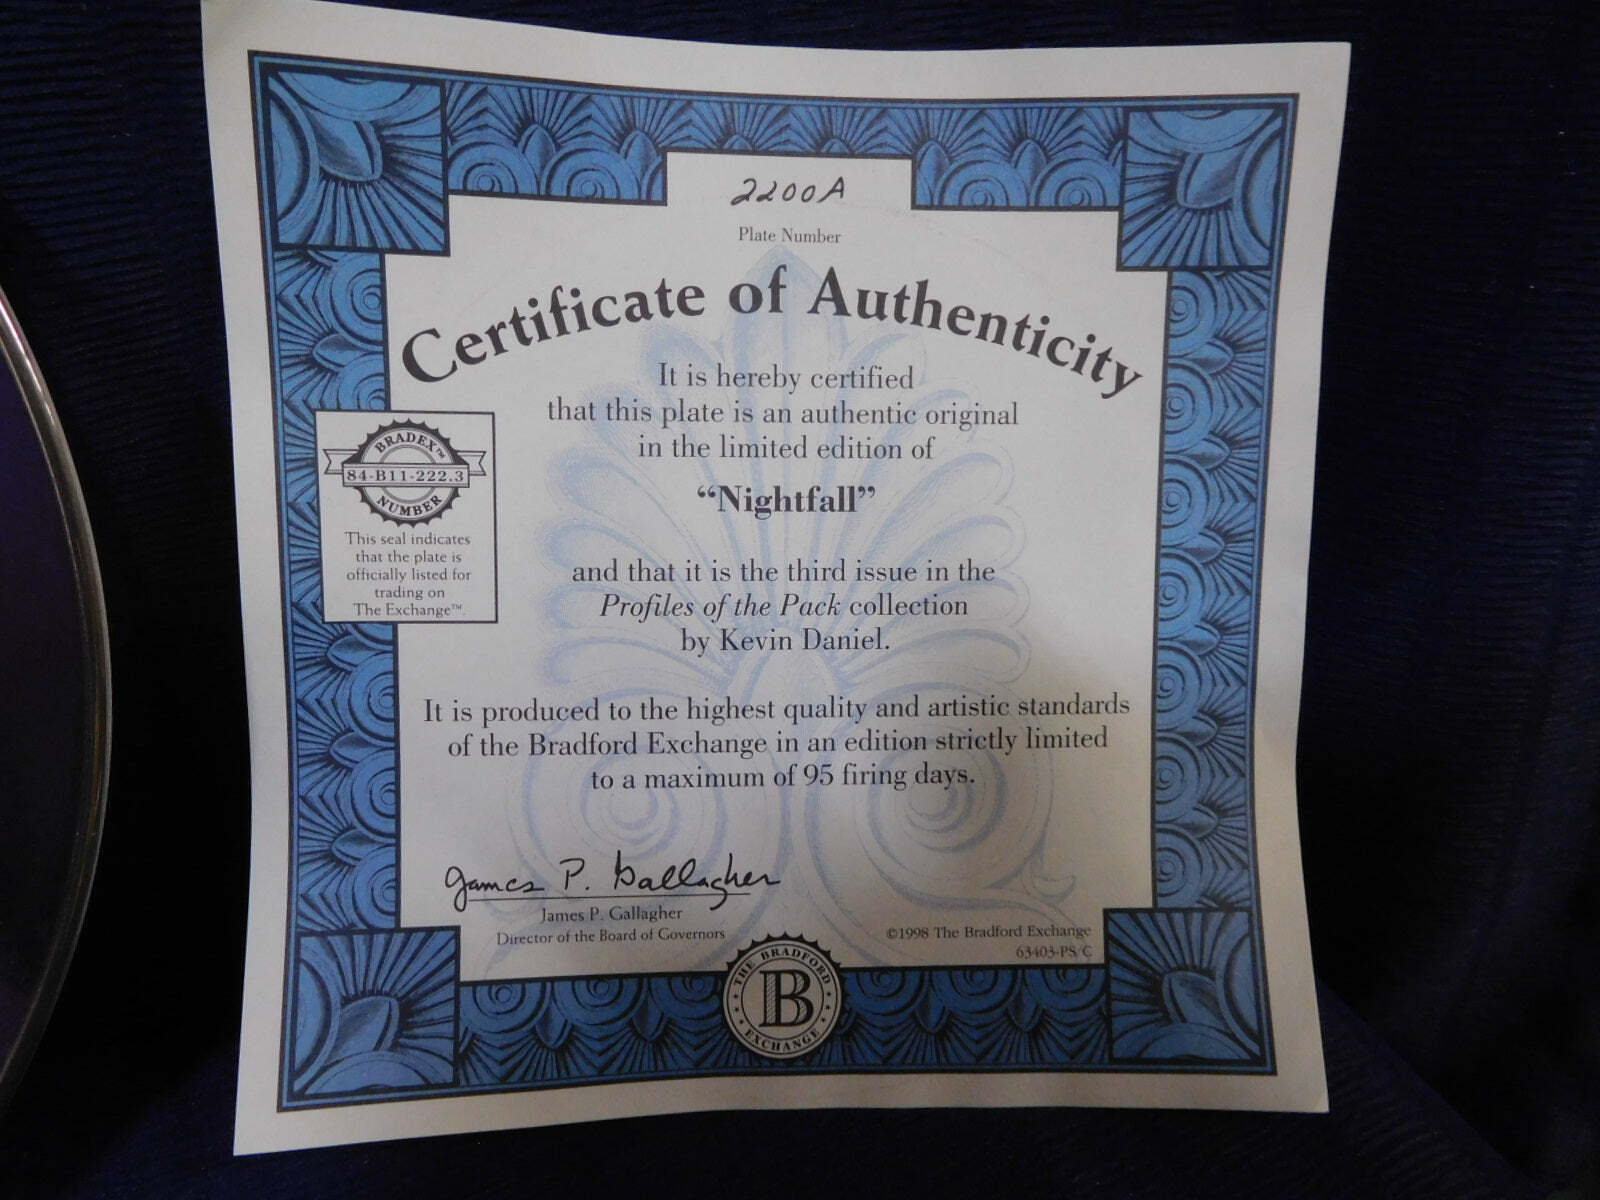 2200A
Plate Number
Certificate of Authenticity
It is hereby certified
that this plate is an authentic original
in the limited edition of
“Nightfall”
BRADEX™
84-B11-222.3
NUMBER
This seal indicates
that the plate is
officially listed for
trading on
The Exchange™.
and that it is the third issue in the
Profiles of the Pack collection
by Kevin Daniel.
It is produced to the highest quality and artistic standards
of the Bradford Exchange in an edition strictly limited
to a maximum of 95 firing days.
James P. Gallagher
James P. Gallagher
Director of the Board of Governors
©1998 The Bradford Exchange
63403-PS/C
THE BRADFORD
B
EXCHANGE